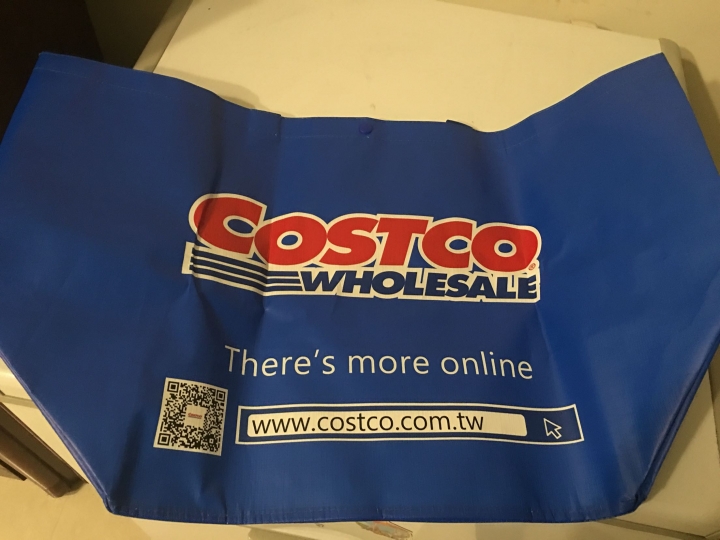 COSTCO
WHOLESALE
There's more online
www.costco.com.tw